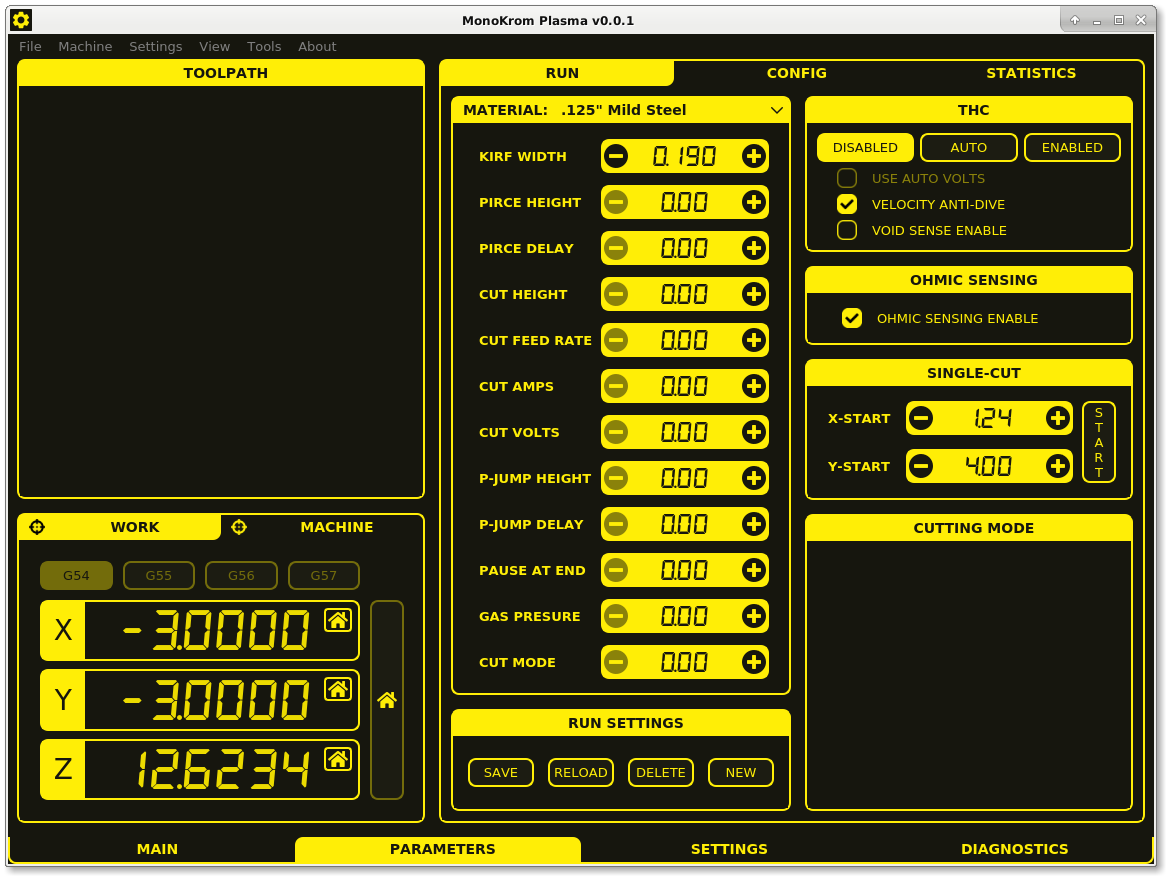 MonoKrom Plasma v0.0.1
File Machine Settings View Tools About
TOOLPATH
RUN CONFIG STATISTICS
MATERIAL: .125" Mild Steel
KIRF WIDTH 0.190
PIRCE HEIGHT 0.00
PIRCE DELAY 0.00
CUT HEIGHT 0.00
CUT FEED RATE 0.00
CUT AMPS 0.00
CUT VOLTS 0.00
P-JUMP HEIGHT 0.00
P-JUMP DELAY 0.00
PAUSE AT END 0.00
GAS PRESURE 0.00
CUT MODE 0.00
RUN SETTINGS
SAVE RELOAD DELETE NEW
THC
DISABLED AUTO ENABLED
USE AUTO VOLTS
VELOCITY ANTI-DIVE
VOID SENSE ENABLE
OHMIC SENSING
OHMIC SENSING ENABLE
SINGLE-CUT
X-START 1.24
Y-START 4.00
START
CUTTING MODE
WORK MACHINE
G54 G55 G56 G57
X -3.0000
Y -3.0000
Z 12.6234
MAIN PARAMETERS SETTINGS DIAGNOSTICS